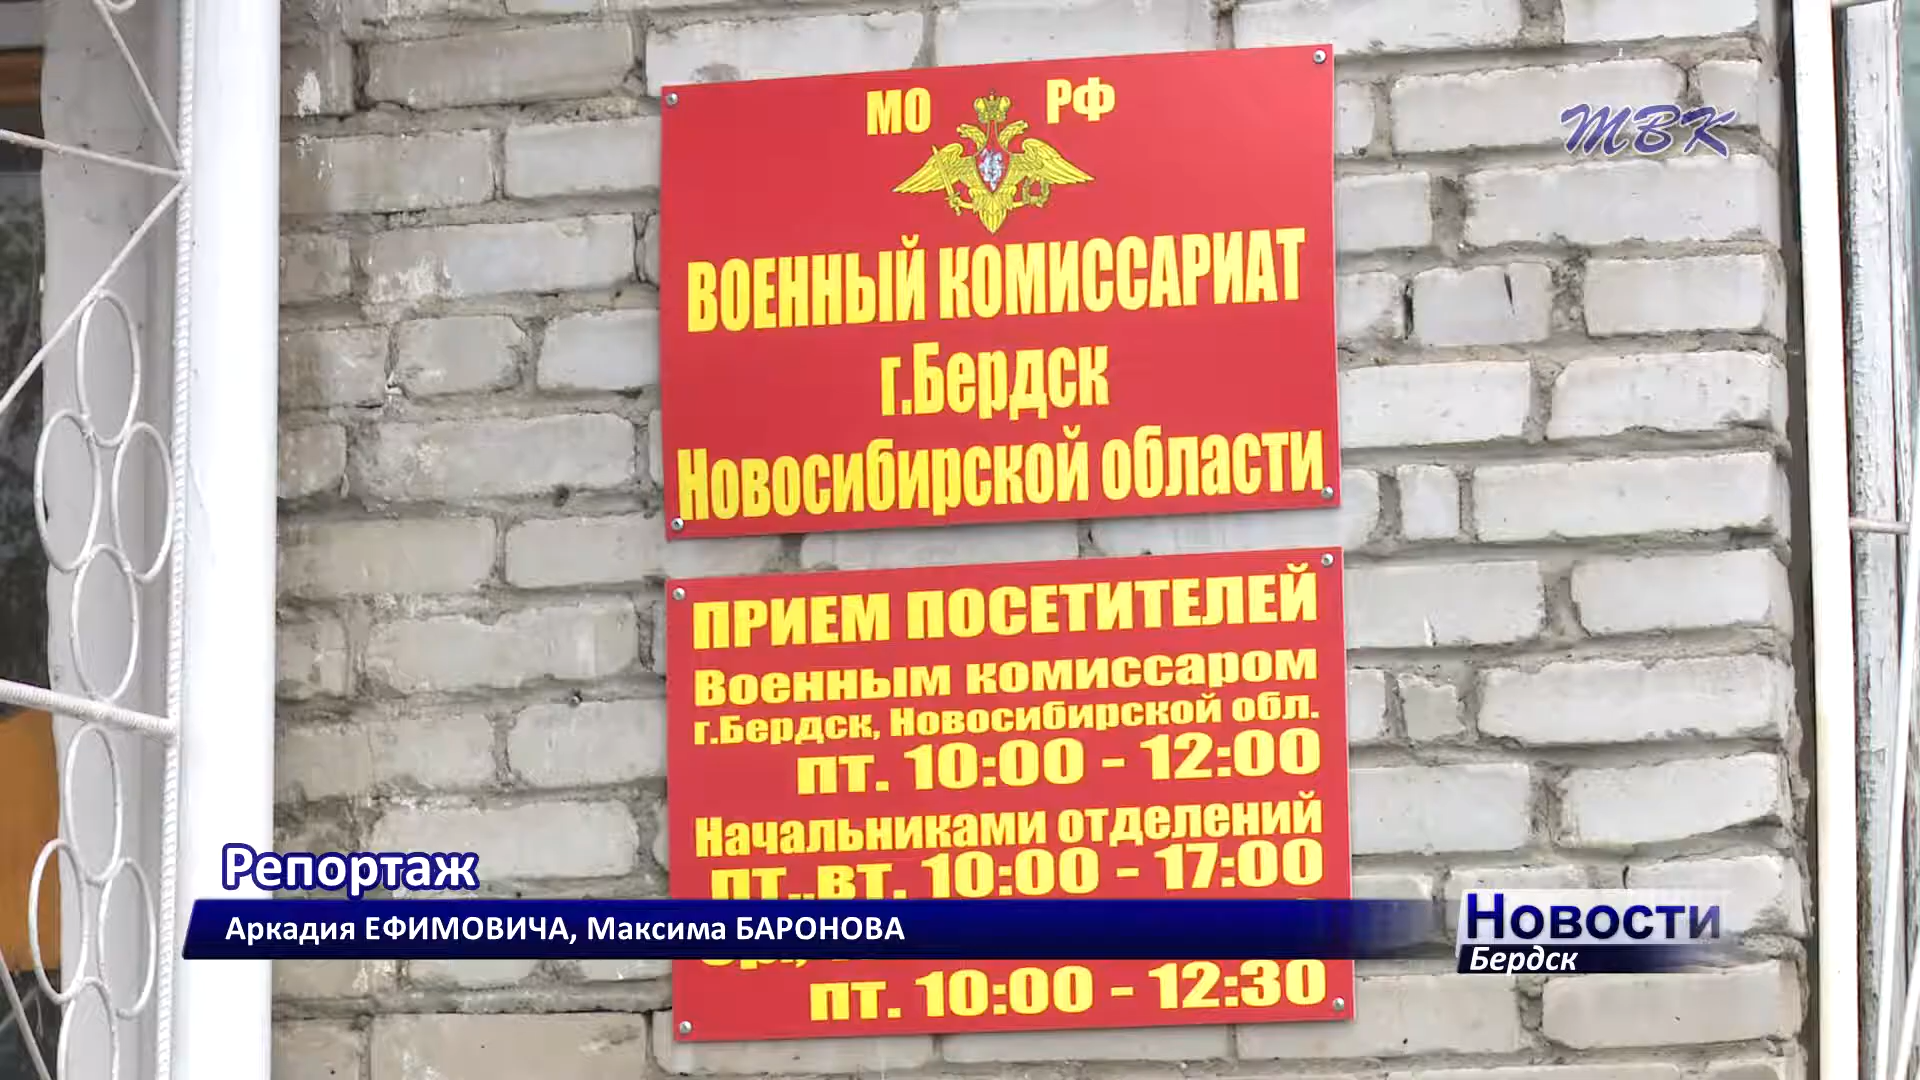 ТВК
МО РФ
ВОЕННЫЙ КОМИССАРИАТ
г.Бердск
Новосибирской области
ПРИЕМ ПОСЕТИТЕЛЕЙ
Военным комиссаром
г.Бердск, Новосибирской обл.
пт. 10:00 - 12:00
Начальниками отделений
пт.,вт. 10:00 - 17:00
пт. 10:00 - 12:30
Репортаж
Аркадия ЕФИМОВИЧА, Максима БАРОНОВА
Новости
Бердск